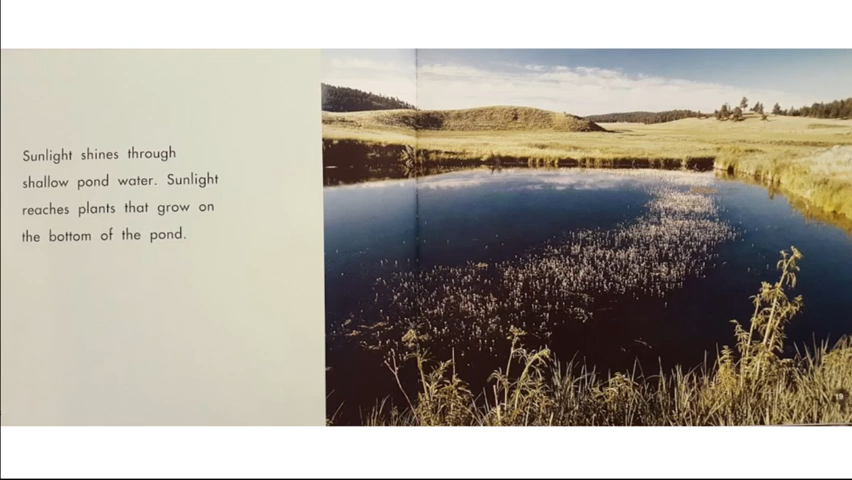 Sunlight shines through
shallow pond water. Sunlight
reaches plants that grow on
the bottom of the pond.